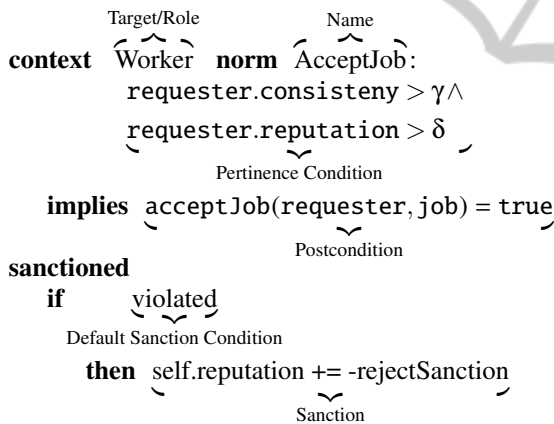 Target/Role Name
context Worker norm AcceptJob:
requester.consisteny > γ∧
requester.reputation > δ
Pertinence Condition
implies acceptJob(requester,job) = true
Postcondition
sanctioned
if violated
Default Sanction Condition
then self.reputation += -rejectSanction
Sanction